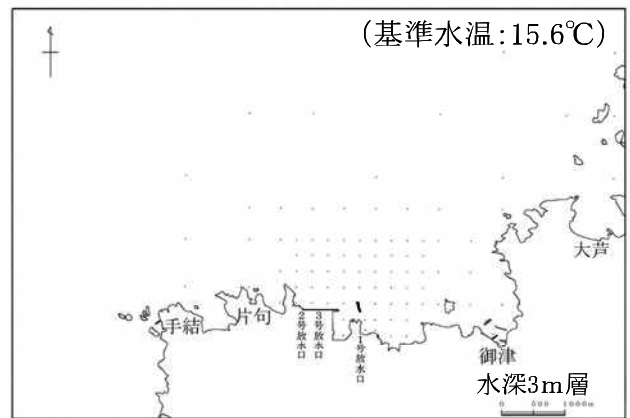 (基準水温:15.6℃)
大芦
手結
片句
2号放水口
3号放水口
1号放水口
御津
水深3m層
0 500 1000m